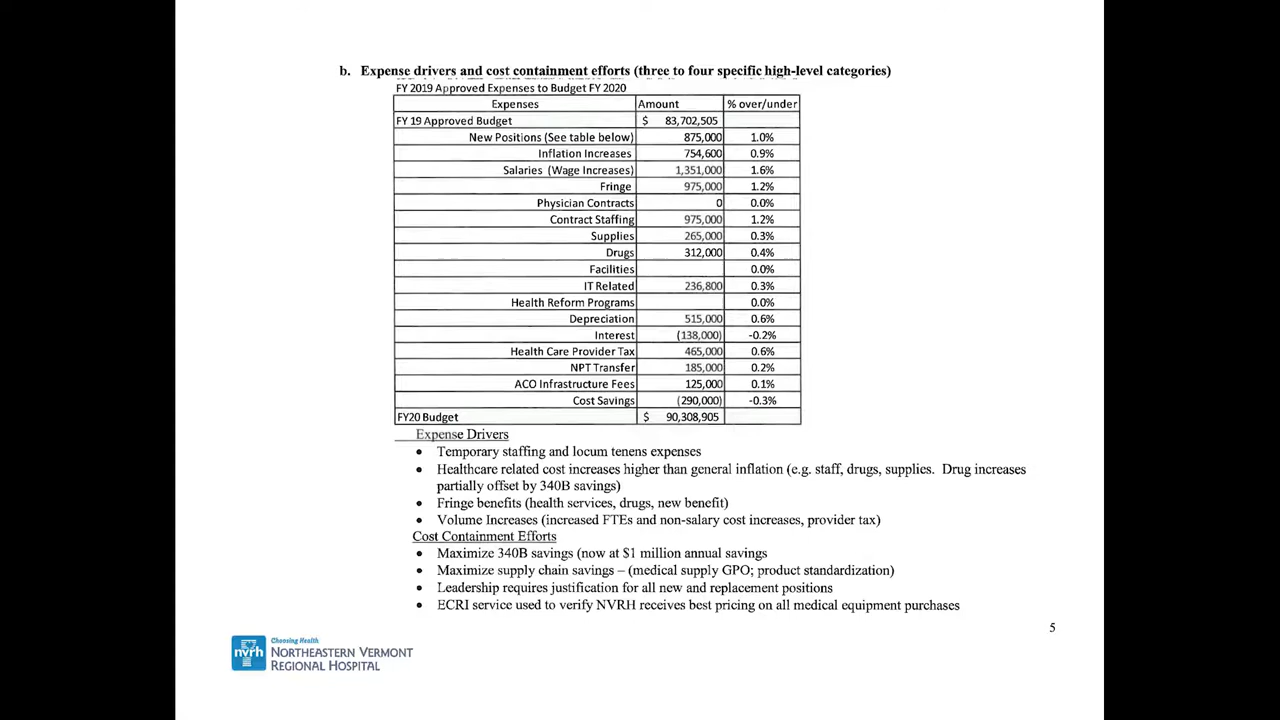 b. Expense drivers and cost containment efforts (three to four specific high-level categories)
FY 2019 Approved Expenses to Budget FY 2020
Expenses Amount % over/under
FY 19 Approved Budget $ 83,702,505
New Positions (See table below) 875,000 1.0%
Inflation Increases 754,600 0.9%
Salaries (Wage Increases) 1,351,000 1.6%
Fringe 975,000 1.2%
Physician Contracts 0 0.0%
Contract Staffing 975,000 1.2%
Supplies 265,000 0.3%
Drugs 312,000 0.4%
Facilities 0.0%
IT Related 236,800 0.3%
Health Reform Programs 0.0%
Depreciation 515,000 0.6%
Interest (138,000) -0.2%
Health Care Provider Tax 465,000 0.6%
NPT Transfer 185,000 0.2%
ACO Infrastructure Fees 125,000 0.1%
Cost Savings (290,000) -0.3%
FY20 Budget $ 90,308,905
Expense Drivers
• Temporary staffing and locum tenens expenses
• Healthcare related cost increases higher than general inflation (e.g. staff, drugs, supplies. Drug increases
partially offset by 340B savings)
• Fringe benefits (health services, drugs, new benefit)
• Volume Increases (increased FTEs and non-salary cost increases, provider tax)
Cost Containment Efforts
• Maximize 340B savings (now at $1 million annual savings
• Maximize supply chain savings – (medical supply GPO; product standardization)
• Leadership requires justification for all new and replacement positions
• ECRI service used to verify NVRH receives best pricing on all medical equipment purchases
5
Choosing Health
nvrh NORTHEASTERN VERMONT
REGIONAL HOSPITAL